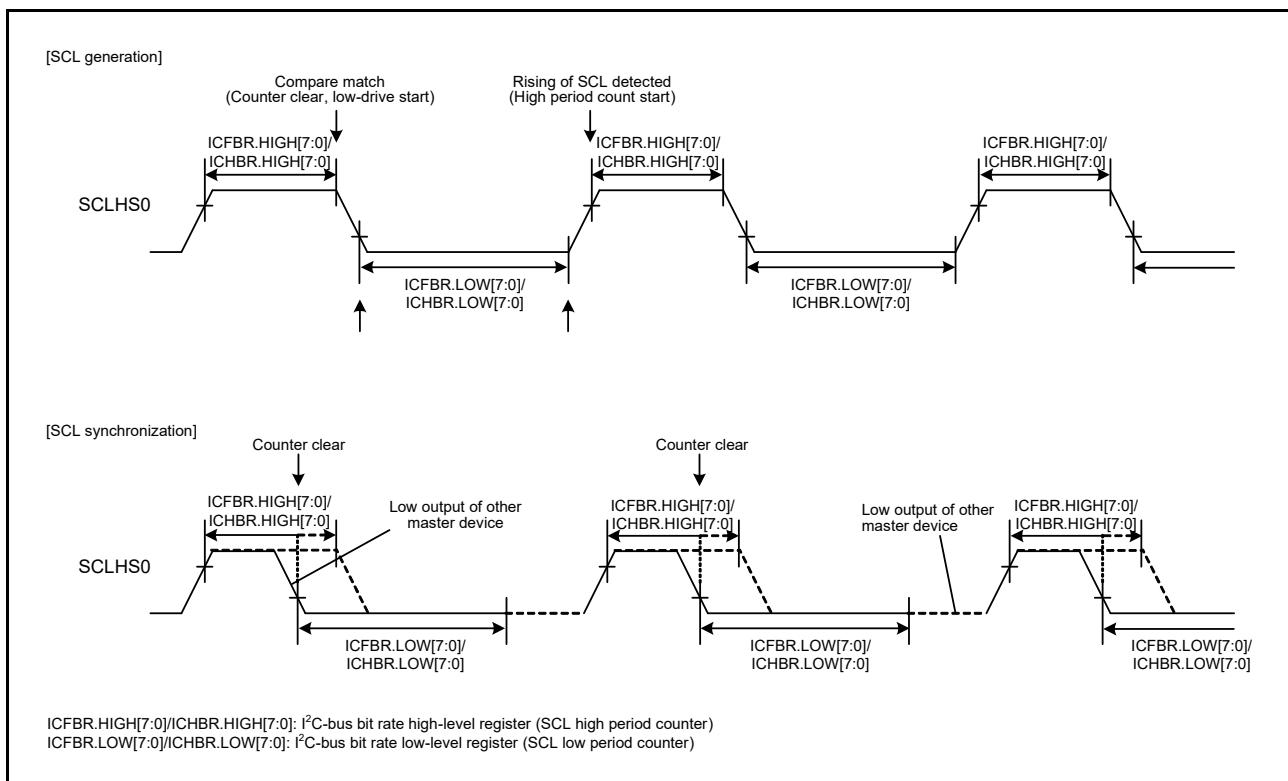 [SCL generation]
Compare match
(Counter clear, low-drive start)
Rising of SCL detected
(High period count start)
ICFBR.HIGH[7:0]/
ICHBR.HIGH[7:0]
ICFBR.HIGH[7:0]/
ICHBR.HIGH[7:0]
ICFBR.HIGH[7:0]/
ICHBR.HIGH[7:0]
SCLHS0
ICFBR.LOW[7:0]/
ICHBR.LOW[7:0]
ICFBR.LOW[7:0]/
ICHBR.LOW[7:0]
[SCL synchronization]
Counter clear
Counter clear
ICFBR.HIGH[7:0]/
ICHBR.HIGH[7:0]
Low output of other
master device
ICFBR.HIGH[7:0]/
ICHBR.HIGH[7:0]
Low output of other
master device
ICFBR.HIGH[7:0]/
ICHBR.HIGH[7:0]
SCLHS0
ICFBR.LOW[7:0]/
ICHBR.LOW[7:0]
ICFBR.LOW[7:0]/
ICHBR.LOW[7:0]
ICFBR.LOW[7:0]/
ICHBR.LOW[7:0]
ICFBR.HIGH[7:0]/ICHBR.HIGH[7:0]: I²C-bus bit rate high-level register (SCL high period counter)
ICFBR.LOW[7:0]/ICHBR.LOW[7:0]: I²C-bus bit rate low-level register (SCL low period counter)